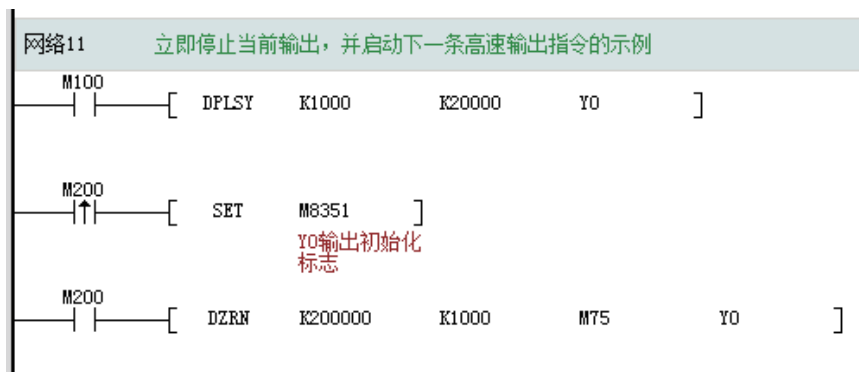 网络11 立即停止当前输出，并启动下一条高速输出指令的示例
M100
[ DPLSY K1000 K20000 Y0 ]
M200
[ SET M8351 ]
Y0输出初始化
标志
M200
[ DZRN K200000 K1000 M75 Y0 ]